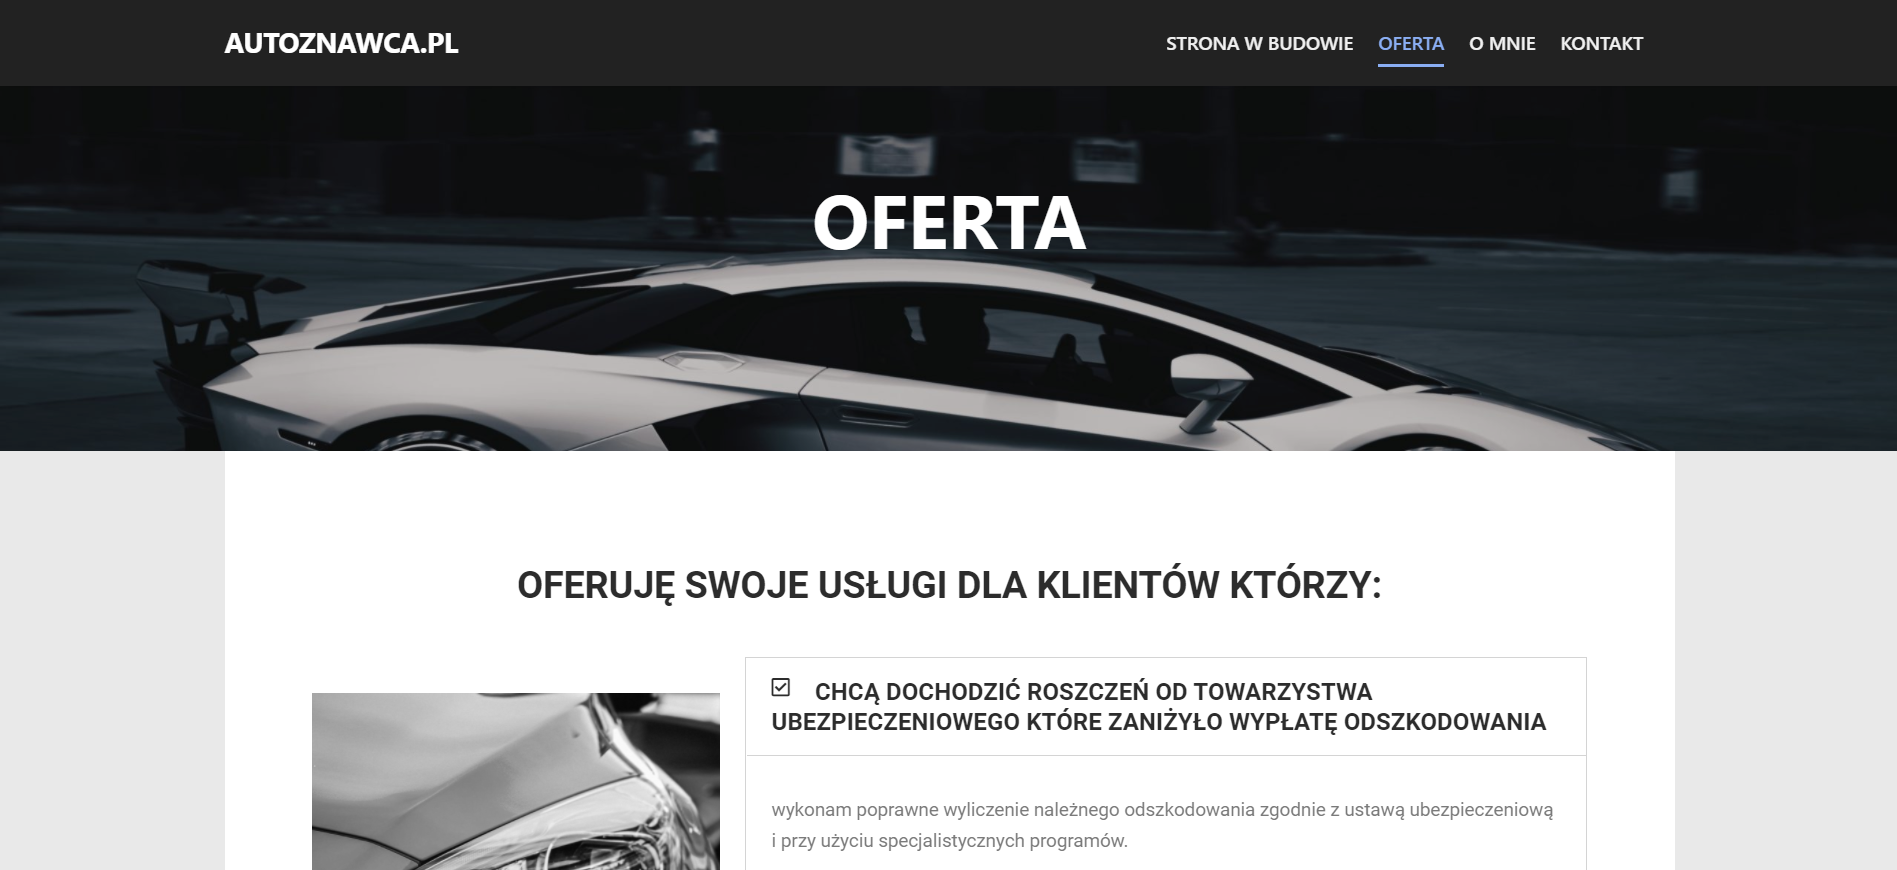 AUTOZNAWCA.PL
STRONA W BUDOWIE OFERTA O MNIE KONTAKT
OFERTA
OFERUJĘ SWOJE USŁUGI DLA KLIENTÓW KTÓRZY:
CHCĄ DOCHODZIĆ ROSZCZEŃ OD TOWARZYSTWA
UBEZPIECZENIOWEGO KTÓRE ZANIŻYŁO WYPŁATĘ ODSZKODOWANIA
wykonam poprawne wyliczenie należnego odszkodowania zgodnie z ustawą ubezpieczeniową
i przy użyciu specjalistycznych programów.